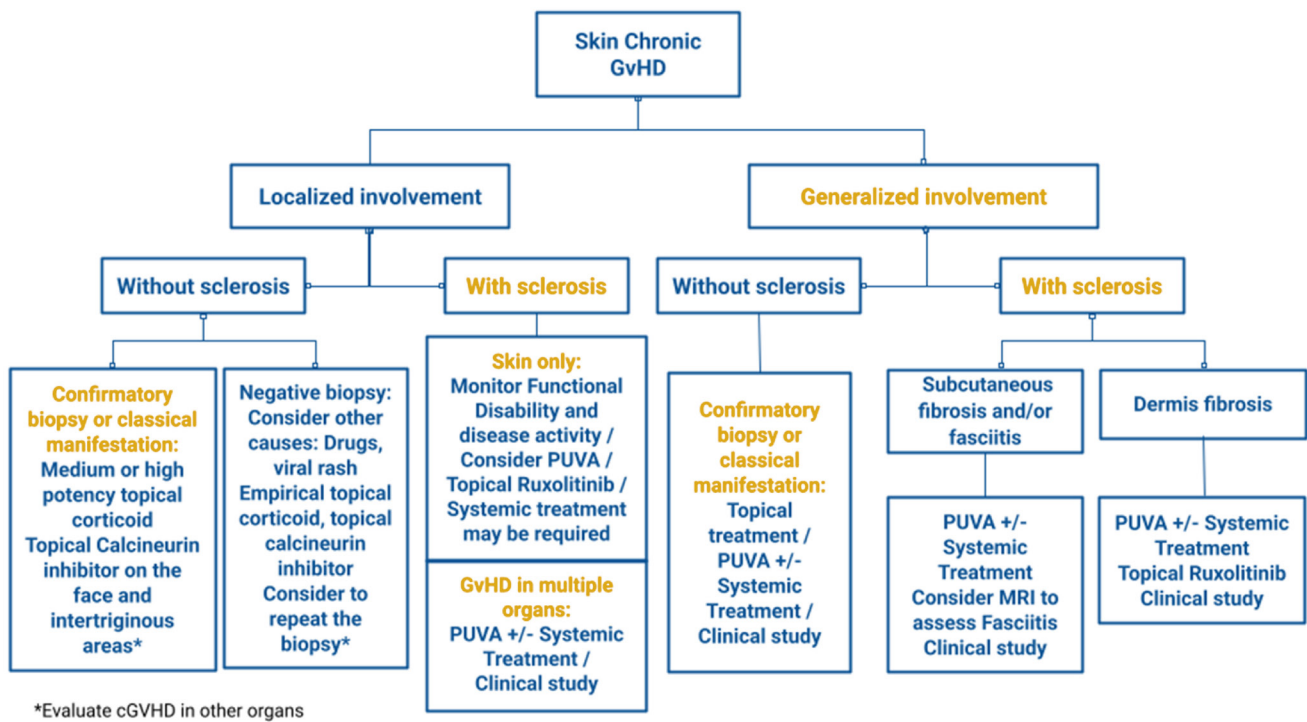 Skin Chronic
GvHD
Localized involvement
Generalized involvement
Without sclerosis
With sclerosis
Without sclerosis
With sclerosis
Confirmatory
biopsy or classical
manifestation:
Medium or high
potency topical
corticoid
Topical Calcineurin
inhibitor on the
face and
intertriginous
areas*
Negative biopsy:
Consider other
causes: Drugs,
viral rash
Empirical topical
corticoid, topical
calcineurin
inhibitor
Consider to
repeat the
biopsy*
Skin only:
Monitor Functional
Disability and
disease activity /
Consider PUVA /
Topical Ruxolitinib /
Systemic treatment
may be required
GvHD in multiple
organs:
PUVA +/- Systemic
Treatment /
Clinical study
Confirmatory
biopsy or
classical
manifestation:
Topical
treatment /
PUVA +/-
Systemic
Treatment /
Clinical study
Subcutaneous
fibrosis and/or
fasciitis
Dermis fibrosis
PUVA +/-
Systemic
Treatment
Consider MRI to
assess Fasciitis
Clinical study
PUVA +/- Systemic
Treatment
Topical Ruxolitinib
Clinical study
*Evaluate cGVHD in other organs